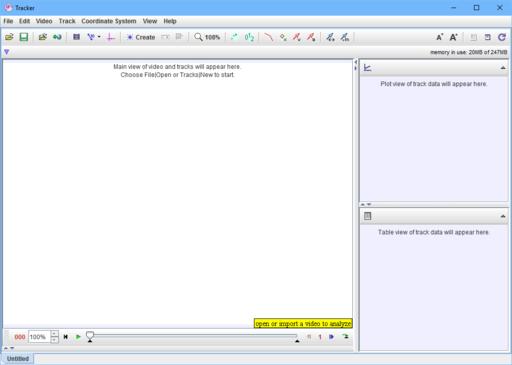 Tracker
File Edit Video Track Coordinate System View Help
Create 100%
memory in use: 20MB of 247MB
Main view of video and tracks will appear here.
Choose File|Open or Tracks|New to start.
Plot view of track data will appear here.
Table view of track data will appear here.
open or import a video to analyze
000 100% 1
Untitled